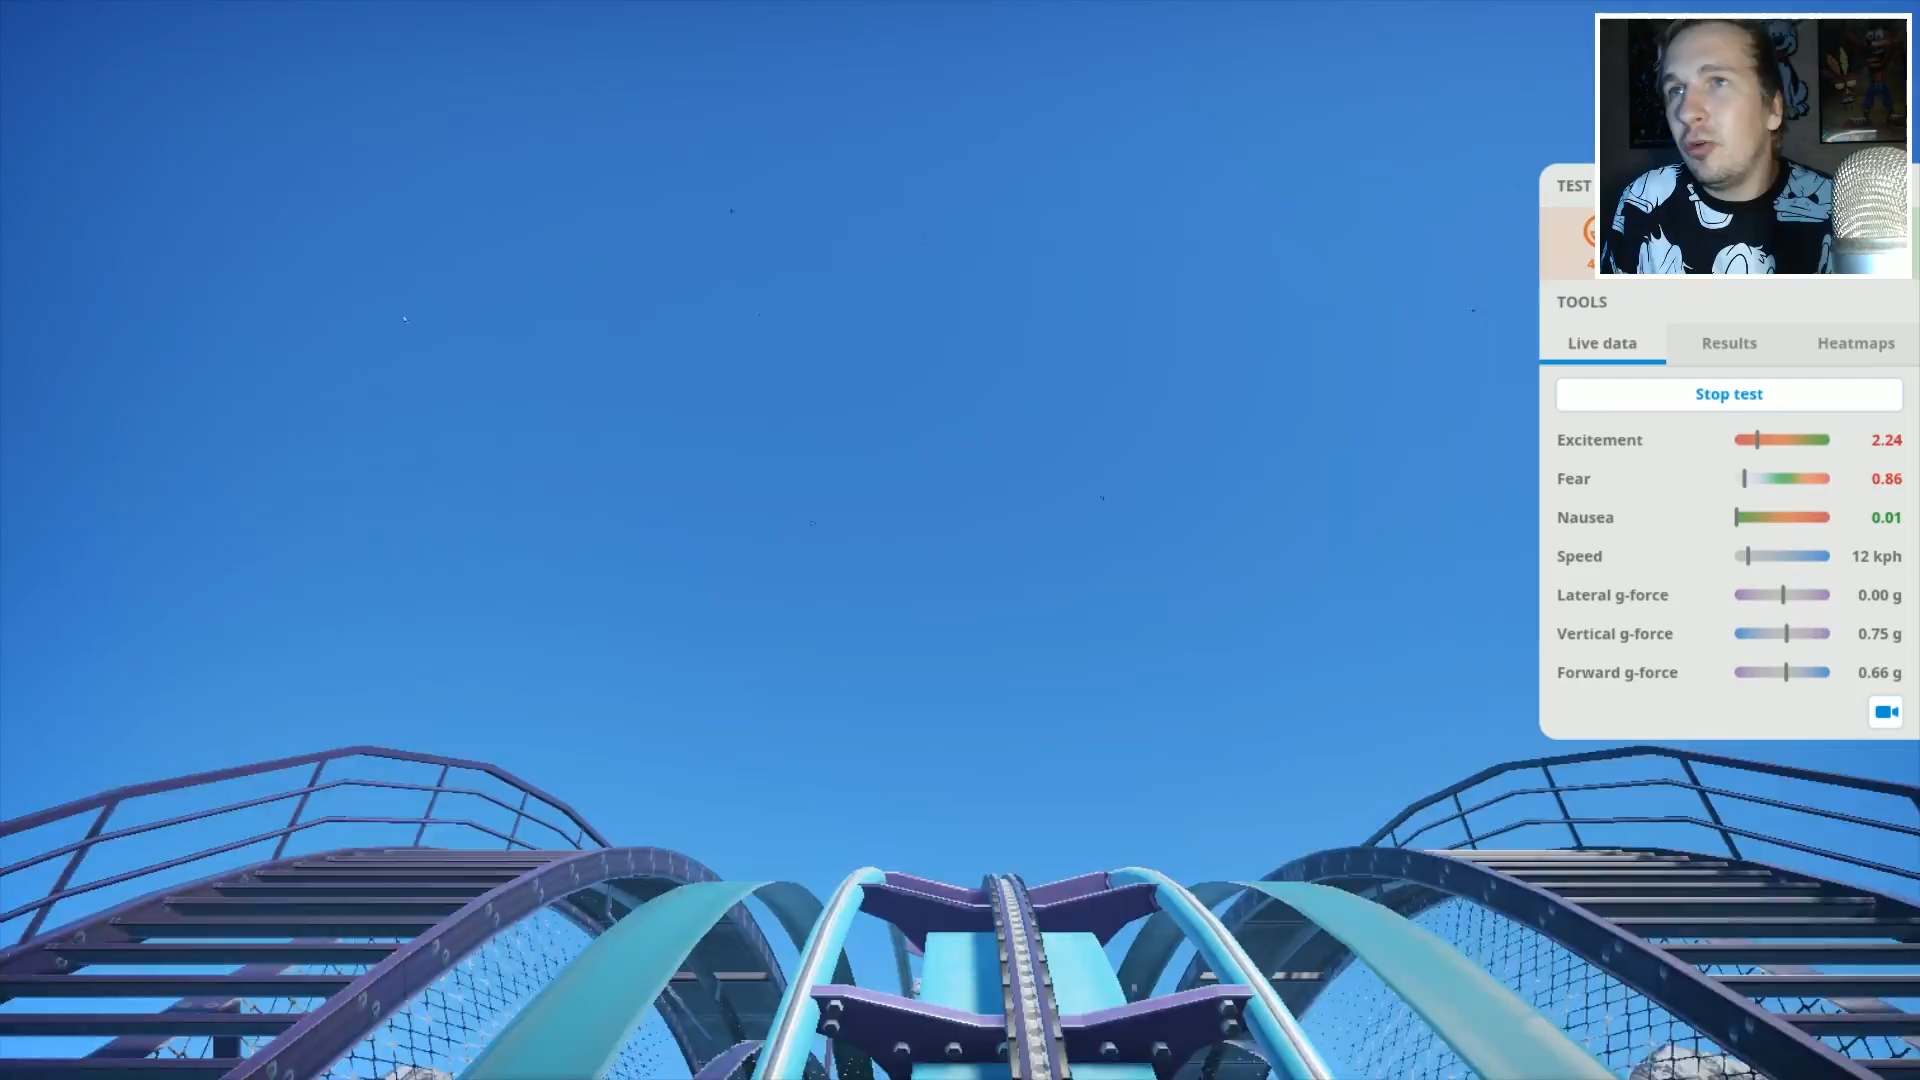 TEST
4
TOOLS
Live data Results Heatmaps
Stop test
Excitement 2.24
Fear 0.86
Nausea 0.01
Speed 12 kph
Lateral g-force 0.00 g
Vertical g-force 0.75 g
Forward g-force 0.66 g